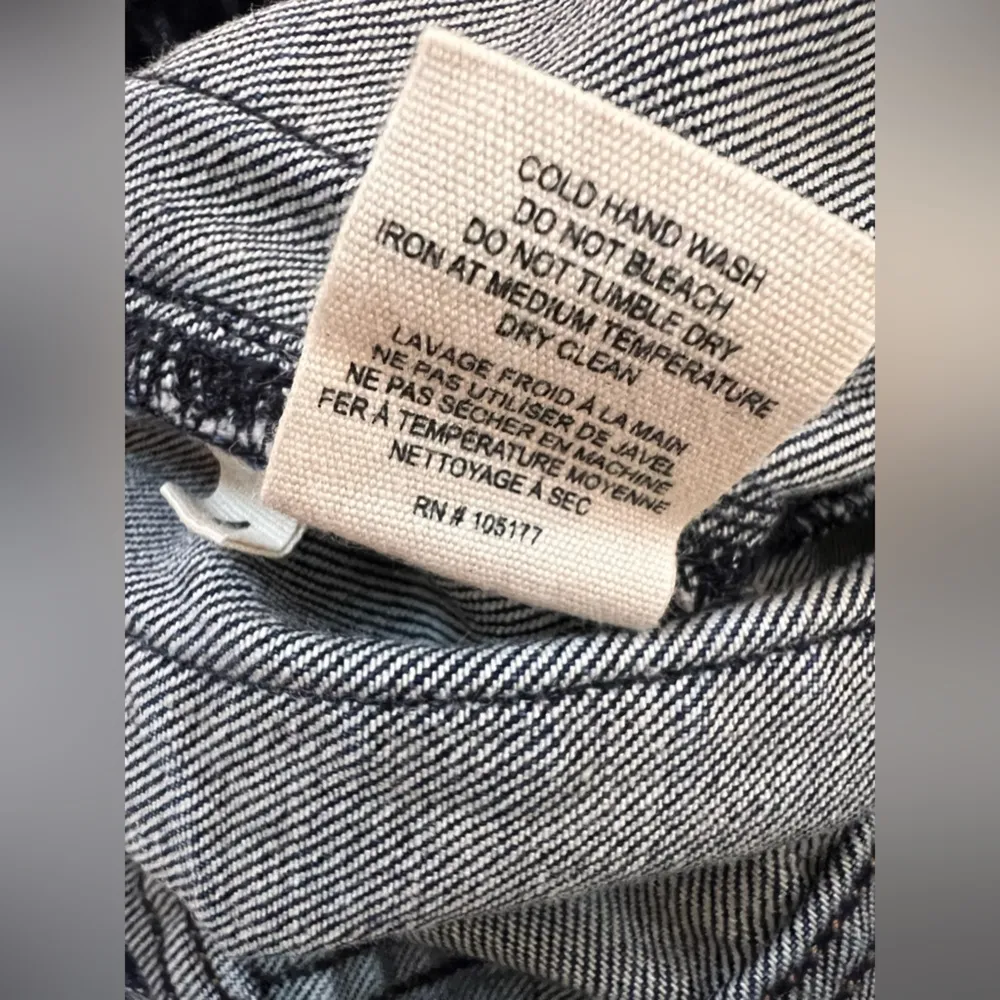 COLD HAND WASH
DO NOT BLEACH
DO NOT TUMBLE DRY
IRON AT MEDIUM TEMPERATURE
DRY CLEAN
LAVAGE FROID À LA MAIN
NE PAS UTILISER DE JAVEL
NE PAS SÉCHER EN MACHINE
FER À TEMPÉRATURE MOYENNE
NETTOYAGE À SEC
RN # 105177